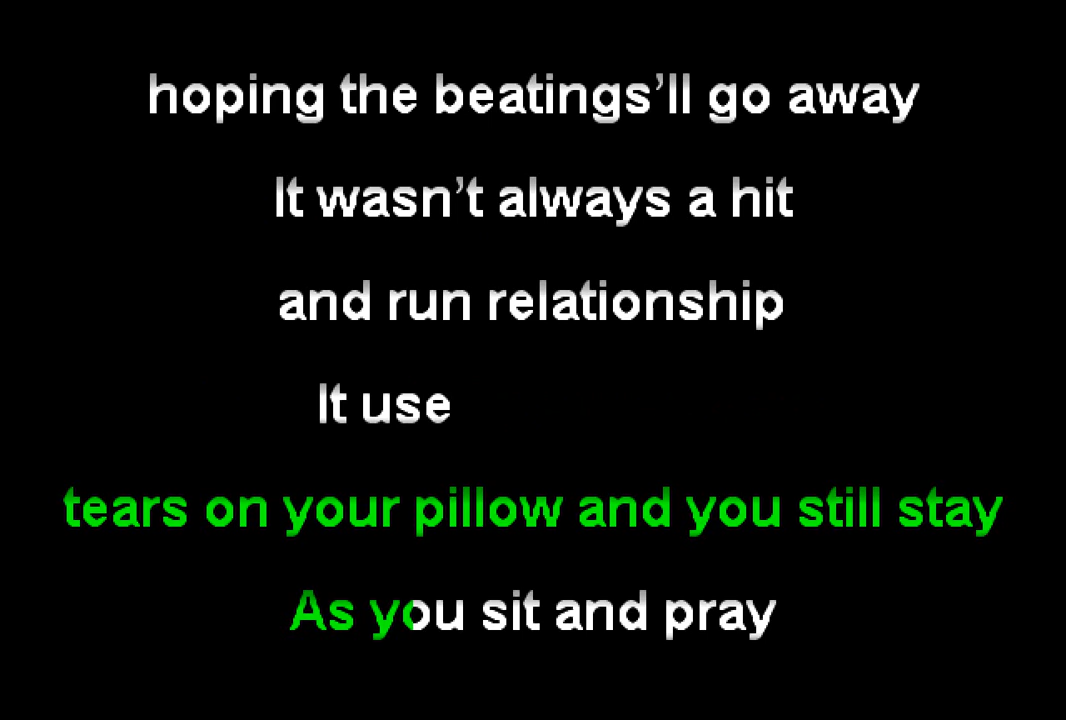 hoping the beatings’ll go away
It wasn’t always a hit
and run relationship
It use
tears on your pillow and you still stay
As you sit and pray